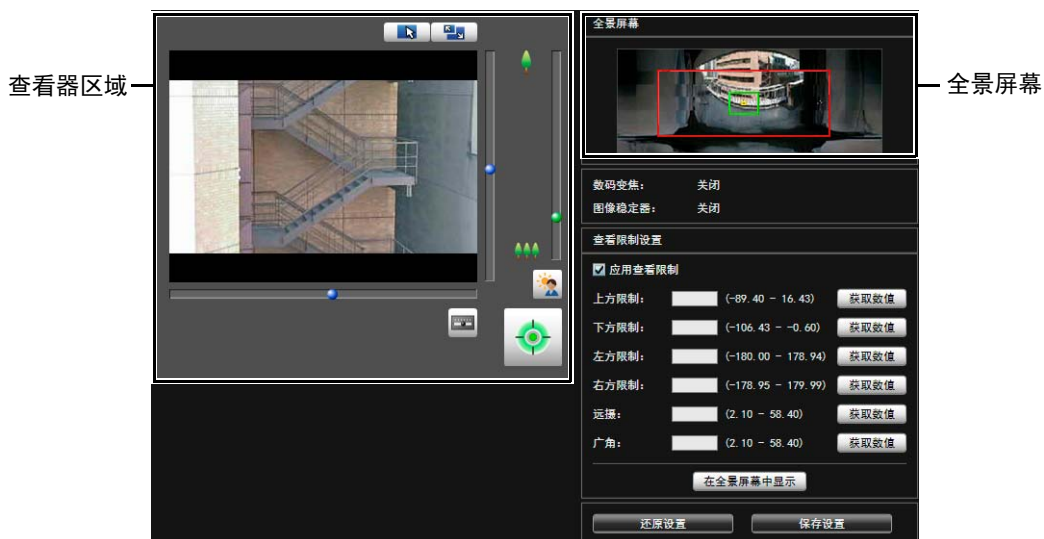 查看器区域
全景屏幕
全景屏幕
数码变焦： 关闭
图像稳定器： 关闭
查看限制设置
应用查看限制
上方限制： (-89.40 - 16.43) 获取数值
下方限制： (-106.43 - -0.60) 获取数值
左方限制： (-180.00 - 178.94) 获取数值
右方限制： (-178.95 - 179.99) 获取数值
远摄： (2.10 - 58.40) 获取数值
广角： (2.10 - 58.40) 获取数值
在全景屏幕中显示
还原设置 保存设置